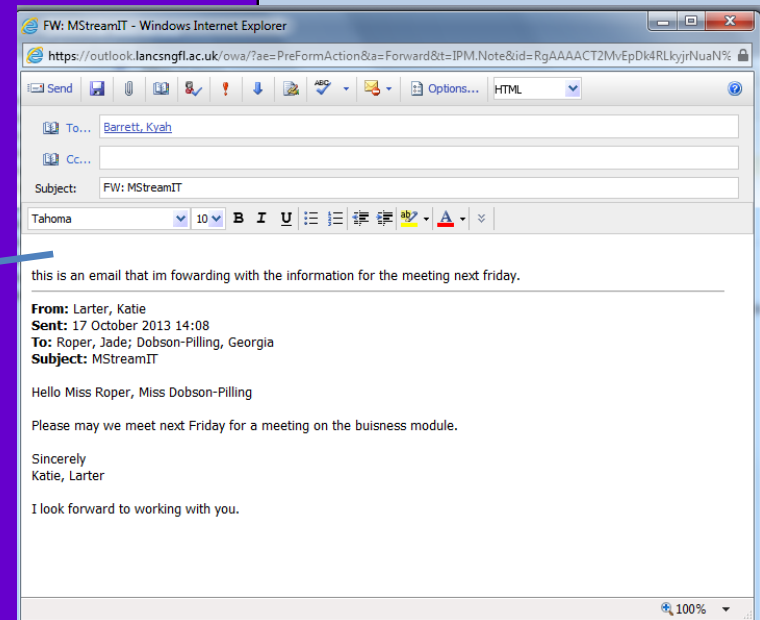 FW: MStreamIT - Windows Internet Explorer
https://outlook.lancsngfl.ac.uk/owa/?ae=PreFormAction&a=Forward&t=IPM.Note&id=RgAAAACT2MvEpDk4RLkyjrNuaN%
Send ABC Options... HTML
To... Barrett, Kyah
Cc...
Subject: FW: MStreamIT
Tahoma 10 B I U ab A
this is an email that im fowarding with the information for the meeting next friday.
From: Larter, Katie
Sent: 17 October 2013 14:08
To: Roper, Jade; Dobson-Pilling, Georgia
Subject: MStreamIT
Hello Miss Roper, Miss Dobson-Pilling
Please may we meet next Friday for a meeting on the buisness module.
Sincerely
Katie, Larter
I look forward to working with you.
100%